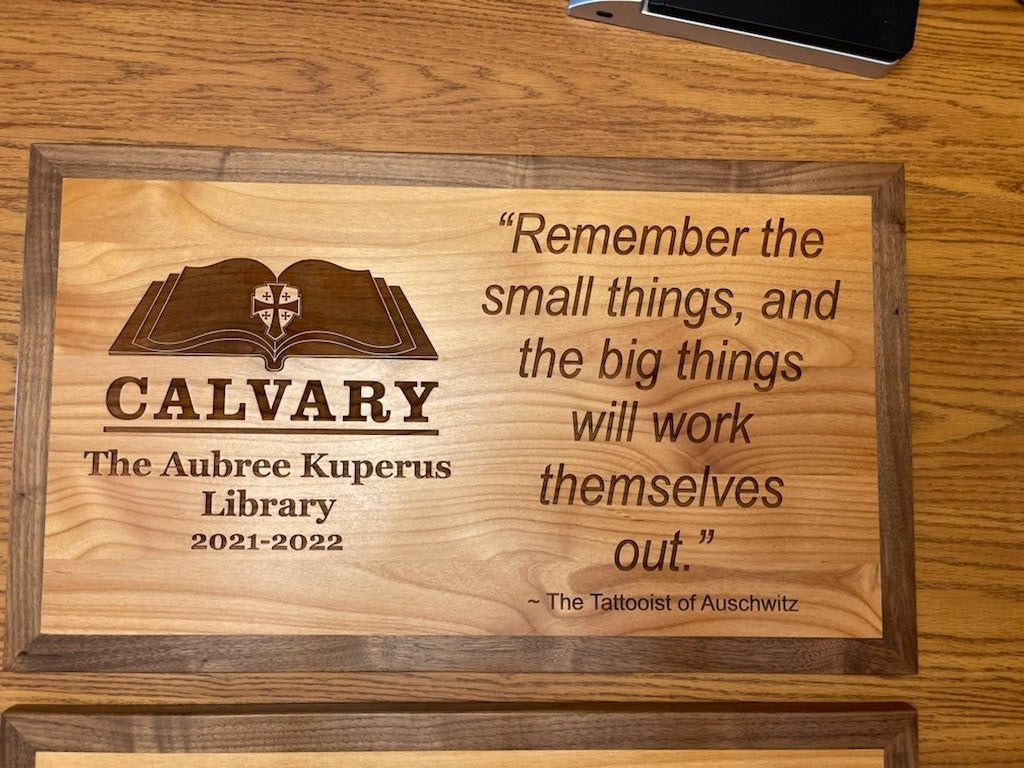 CALVARY
The Aubree Kuperus
Library
2021-2022
“Remember the
small things, and
the big things
will work
themselves
out.”
~ The Tattooist of Auschwitz